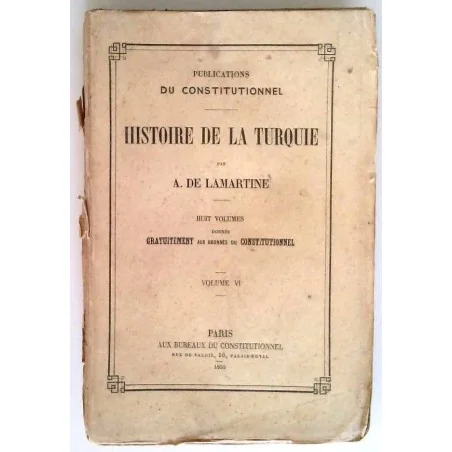 PUBLICATIONS
DU CONSTITUTIONNEL
HISTOIRE DE LA TURQUIE
PAR
A. DE LAMARTINE
HUIT VOLUMES
DONNÉS
GRATUITEMENT AUX ABONNÉS DU CONSTITUTIONNEL
VOLUME VI
PARIS
AUX BUREAUX DU CONSTITUTIONNEL
RUE DE VALOIS, 10, PALAIS-ROYAL